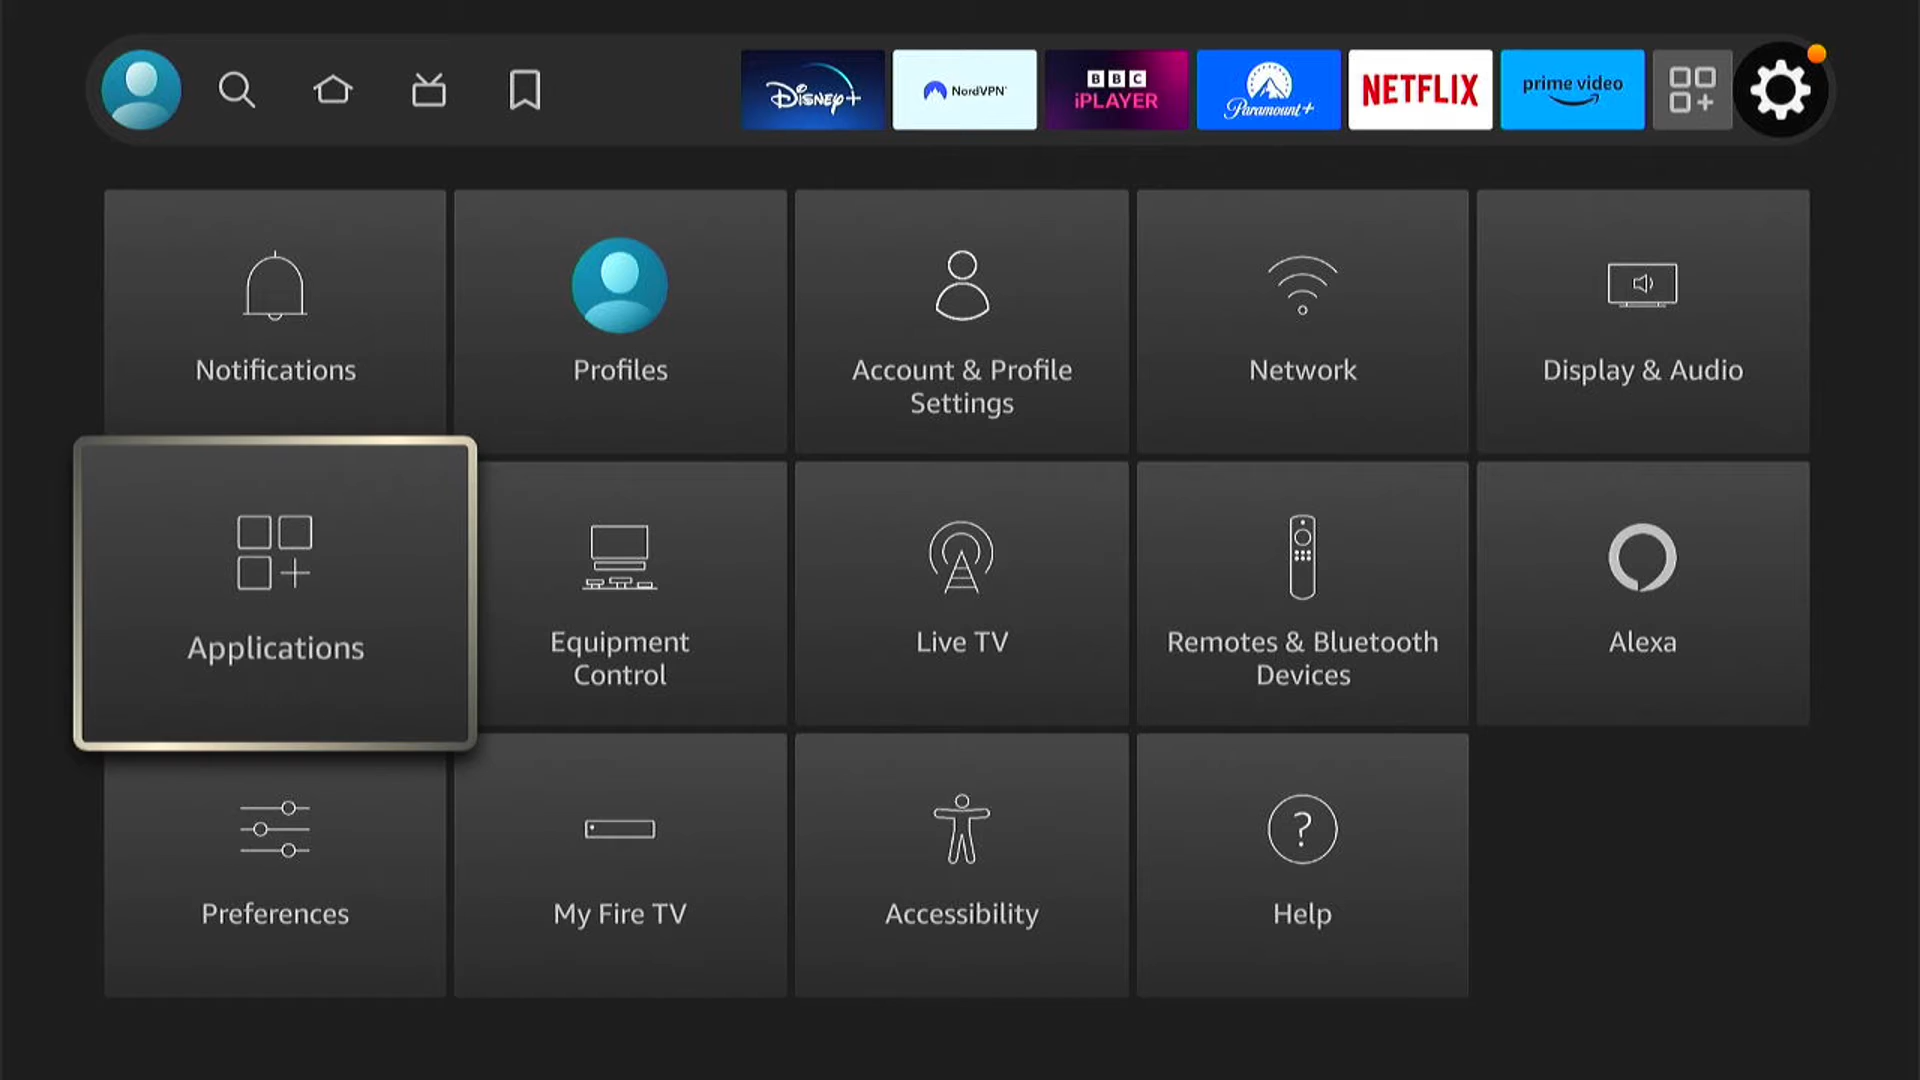 Disney+
NordVPN
BBC
iPLAYER
Paramount+
NETFLIX
prime video
Notifications
Profiles
Account & Profile
Settings
Network
Display & Audio
Applications
Equipment
Control
Live TV
Remotes & Bluetooth
Devices
Alexa
Preferences
My Fire TV
Accessibility
?
Help